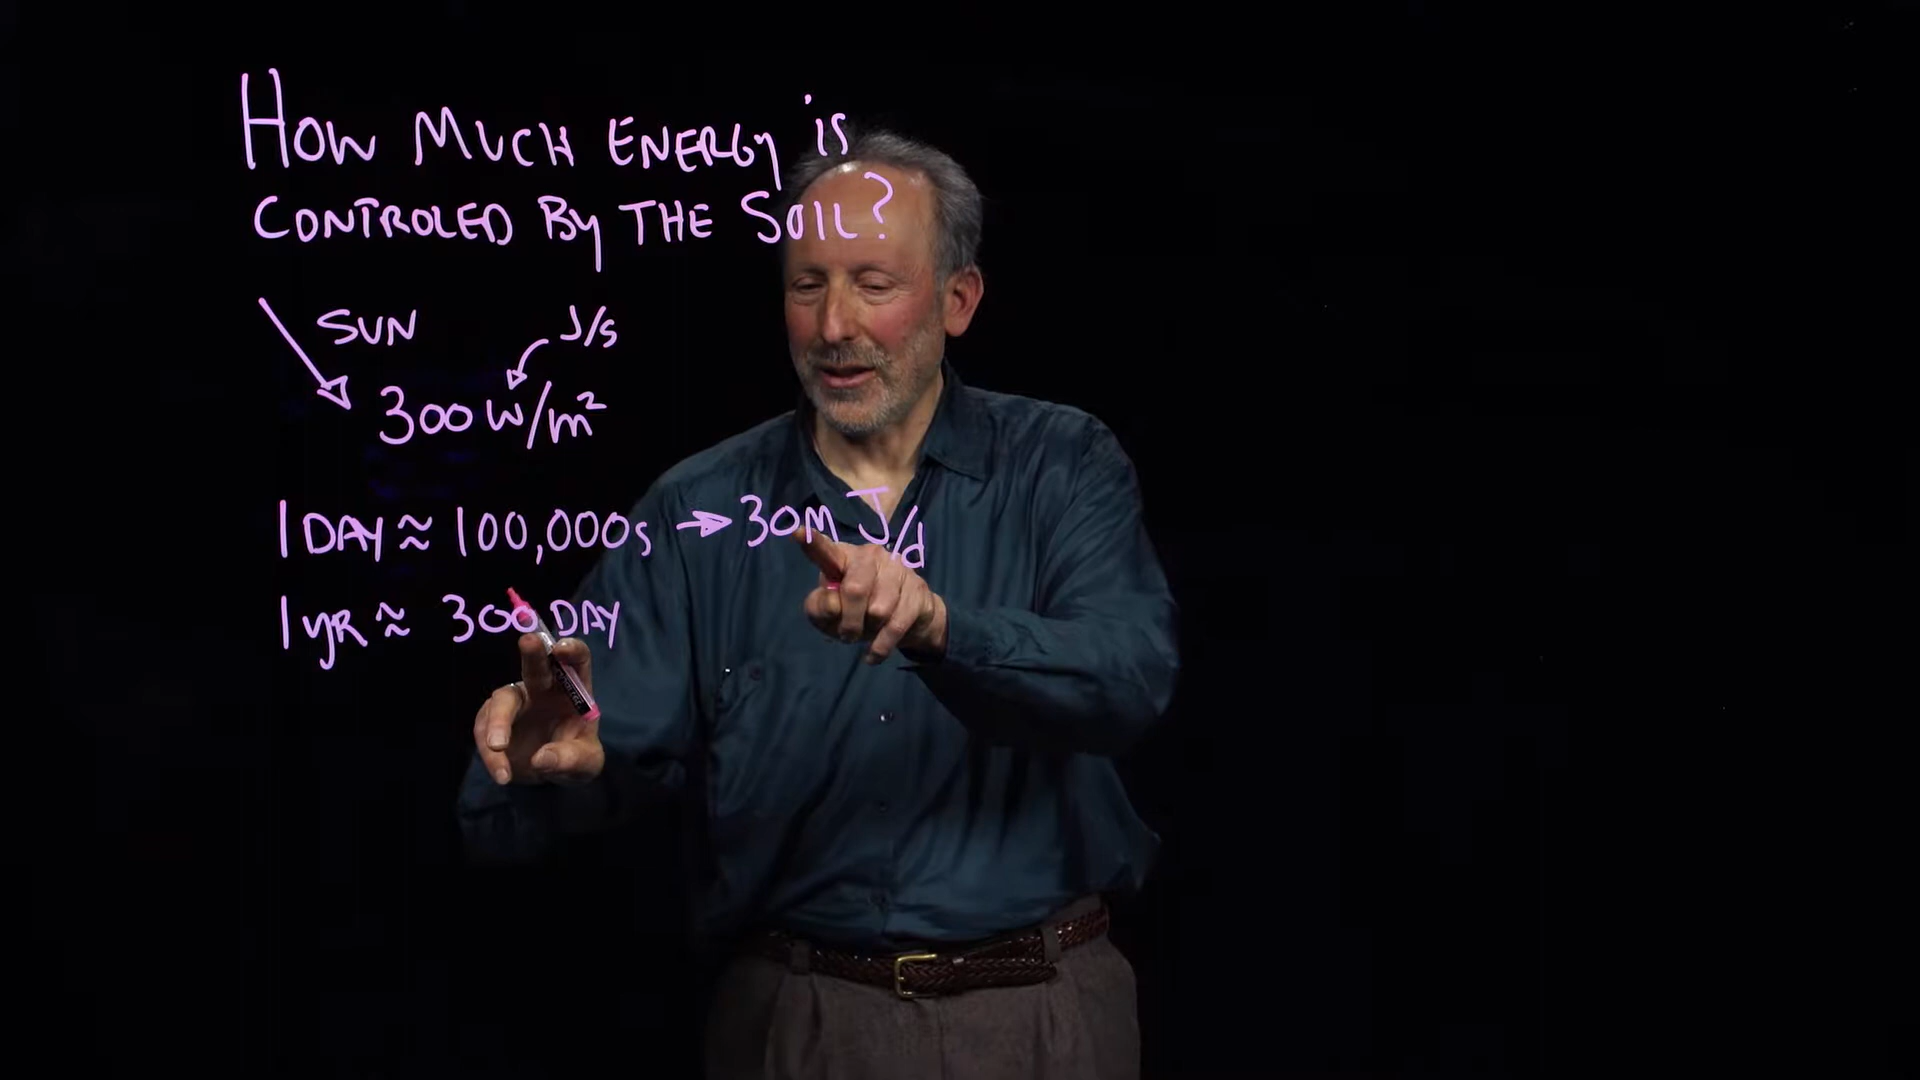 HOW MUCH ENERGY is
CONTROLED By THE SOIL?
SUN
J/s
300 W/m²
1 DAY ≈ 100,000s → 30M J/d
1 yR ≈ 300 DAY